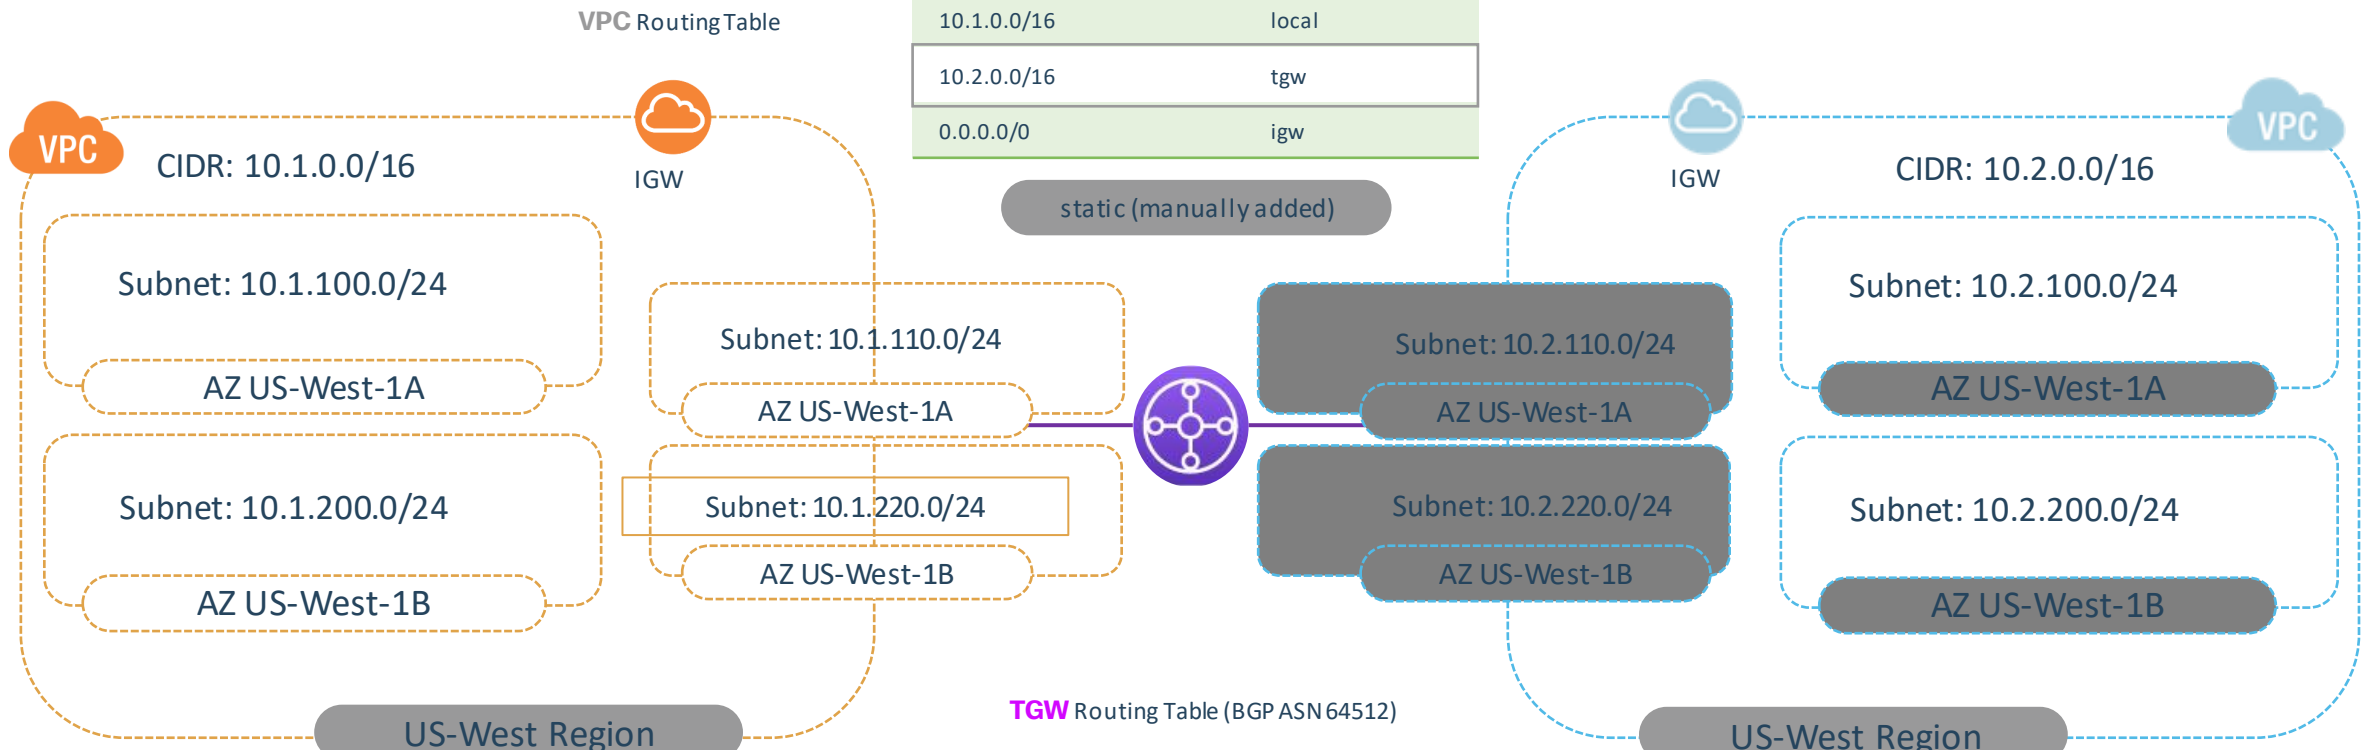 VPC Routing Table
10.1.0.0/16 local
10.2.0.0/16 tgw
0.0.0.0/0 igw
static (manually added)
VPC
CIDR: 10.1.0.0/16
IGW
Subnet: 10.1.100.0/24
AZ US-West-1A
Subnet: 10.1.200.0/24
AZ US-West-1B
Subnet: 10.1.110.0/24
AZ US-West-1A
Subnet: 10.1.220.0/24
AZ US-West-1B
US-West Region
TGW Routing Table (BGP ASN 64512)
IGW
VPC
CIDR: 10.2.0.0/16
Subnet: 10.2.110.0/24
AZ US-West-1A
Subnet: 10.2.220.0/24
AZ US-West-1B
Subnet: 10.2.100.0/24
AZ US-West-1A
Subnet: 10.2.200.0/24
AZ US-West-1B
US-West Region